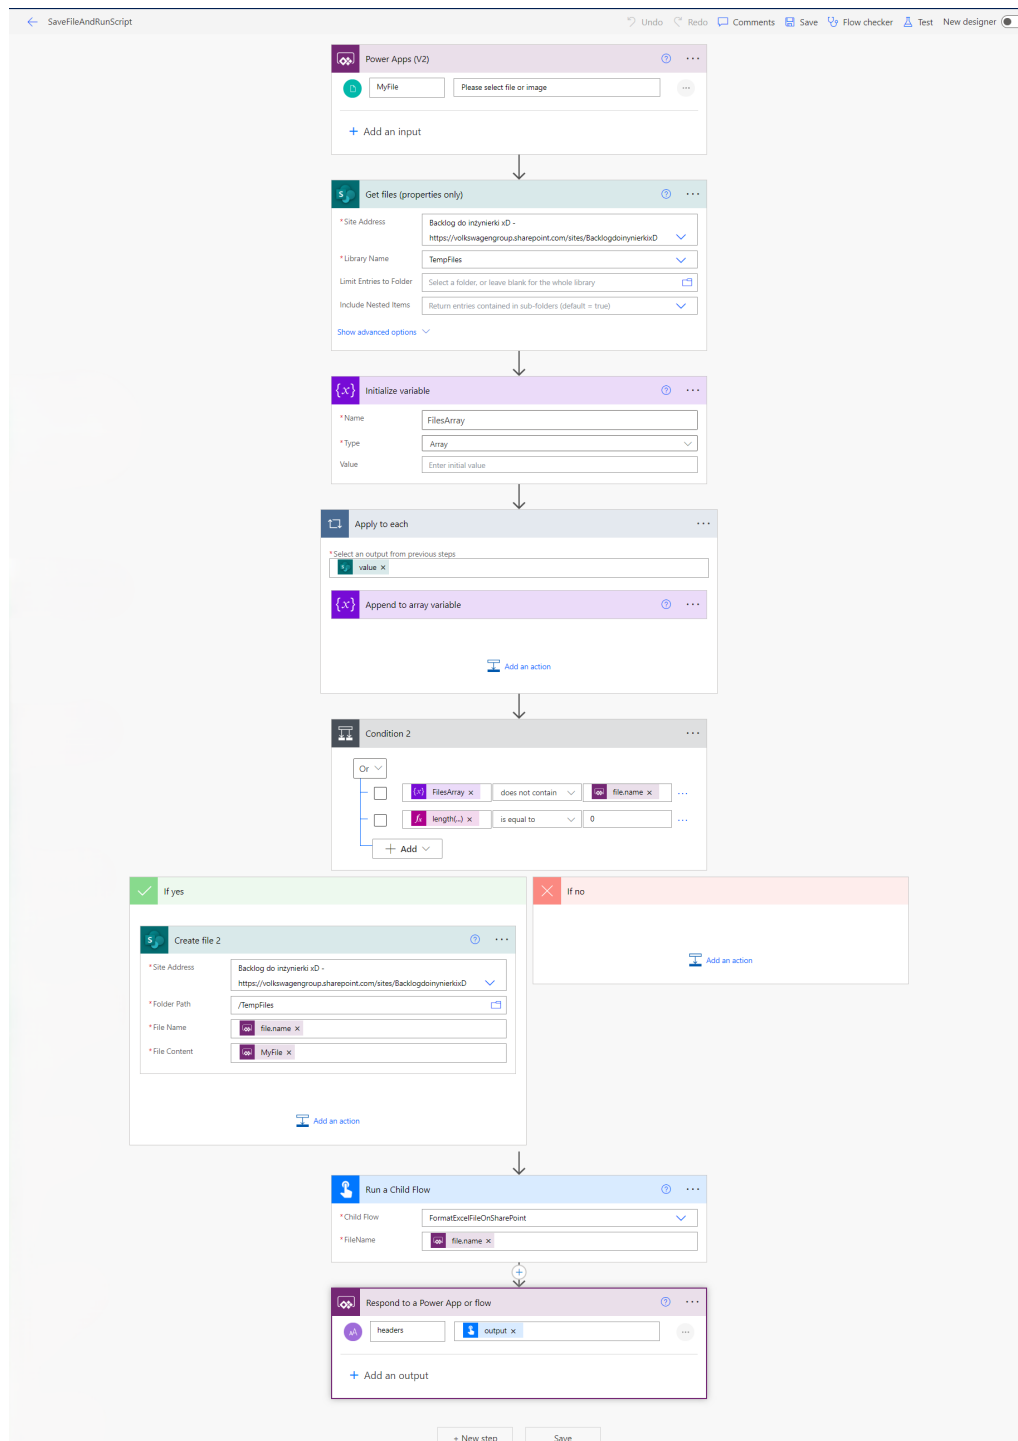 SaveFileAndRunScript
Undo Redo Comments Save Flow checker Test New designer
Power Apps (V2)
MyFile Please select file or image
+ Add an input
Get files (properties only)
* Site Address Backlog do inżynierki xD -
https://volkswagengroup.sharepoint.com/sites/BacklogdoinynierkixD
* Library Name TempFiles
Limit Entries to Folder Select a folder, or leave blank for the whole library
Include Nested Items Return entries contained in sub-folders (default = true)
Show advanced options
{x} Initialize variable
* Name FilesArray
* Type Array
Value Enter initial value
Apply to each
* Select an output from previous steps
value ×
{x} Append to array variable
Add an action
Condition 2
Or
{x} FilesArray × does not contain file.name ×
fx length(...) × is equal to 0
+ Add
If yes
If no
Create file 2
* Site Address Backlog do inżynierki xD -
https://volkswagengroup.sharepoint.com/sites/BacklogdoinynierkixD
* Folder Path /TempFiles
* File Name file.name ×
* File Content MyFile ×
Add an action
Add an action
Run a Child Flow
* Child Flow FormatExcelFileOnSharePoint
* FileName file.name ×
Respond to a Power App or flow
headers output ×
+ Add an output
+ New step Save